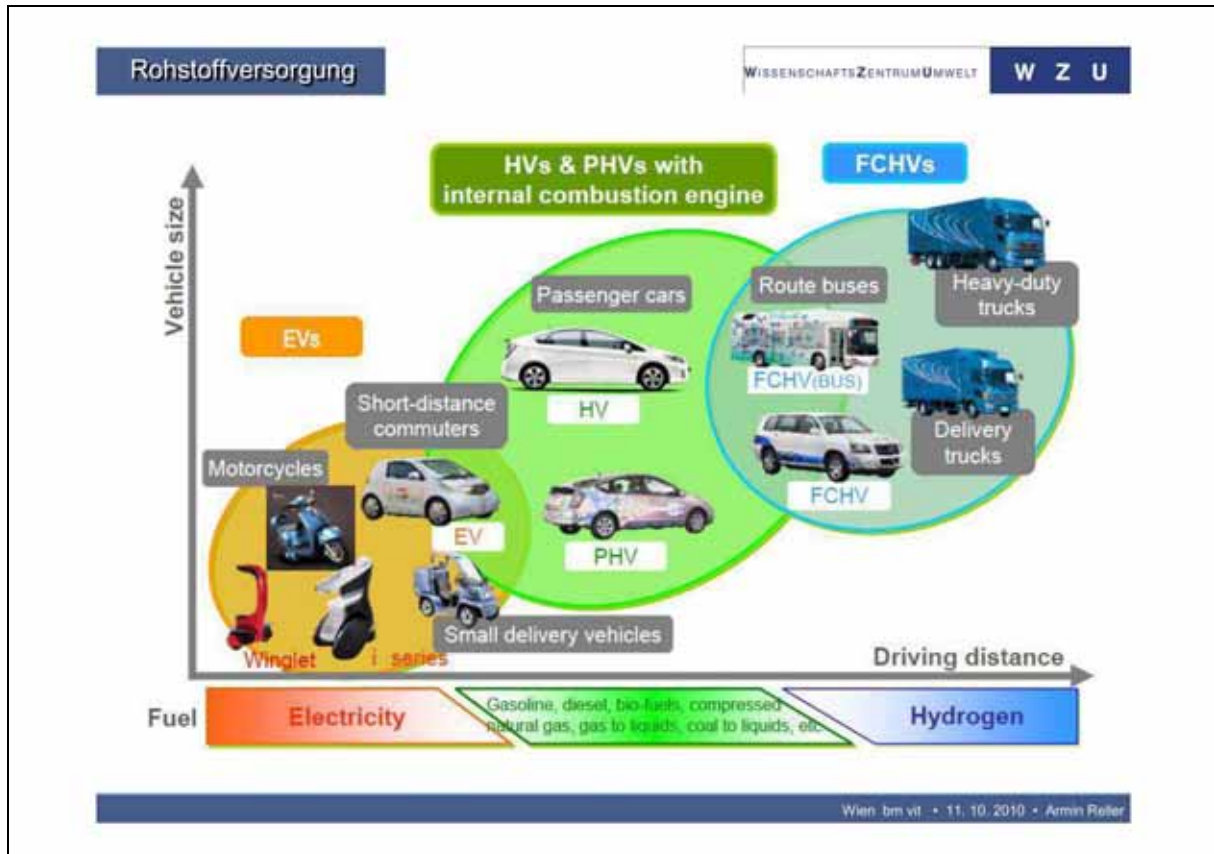 Rohstoffversorgung
WISSENSCHAFTSZENTRUMUMWELT
W Z U
HVs & PHVs with
internal combustion engine
FCHVs
Vehicle size
EVs
Passenger cars
Route buses
Heavy-duty
trucks
FCHV(BUS)
HV
Short-distance
commuters
Delivery
trucks
Motorcycles
FCHV
EV
PHV
Small delivery vehicles
Winglet
i series
Driving distance
Fuel
Electricity
Gasoline, diesel, bio-fuels, compressed
natural gas, gas to liquids, coal to liquids, etc
Hydrogen
Wien bm vit • 11. 10. 2010 • Armin Reller